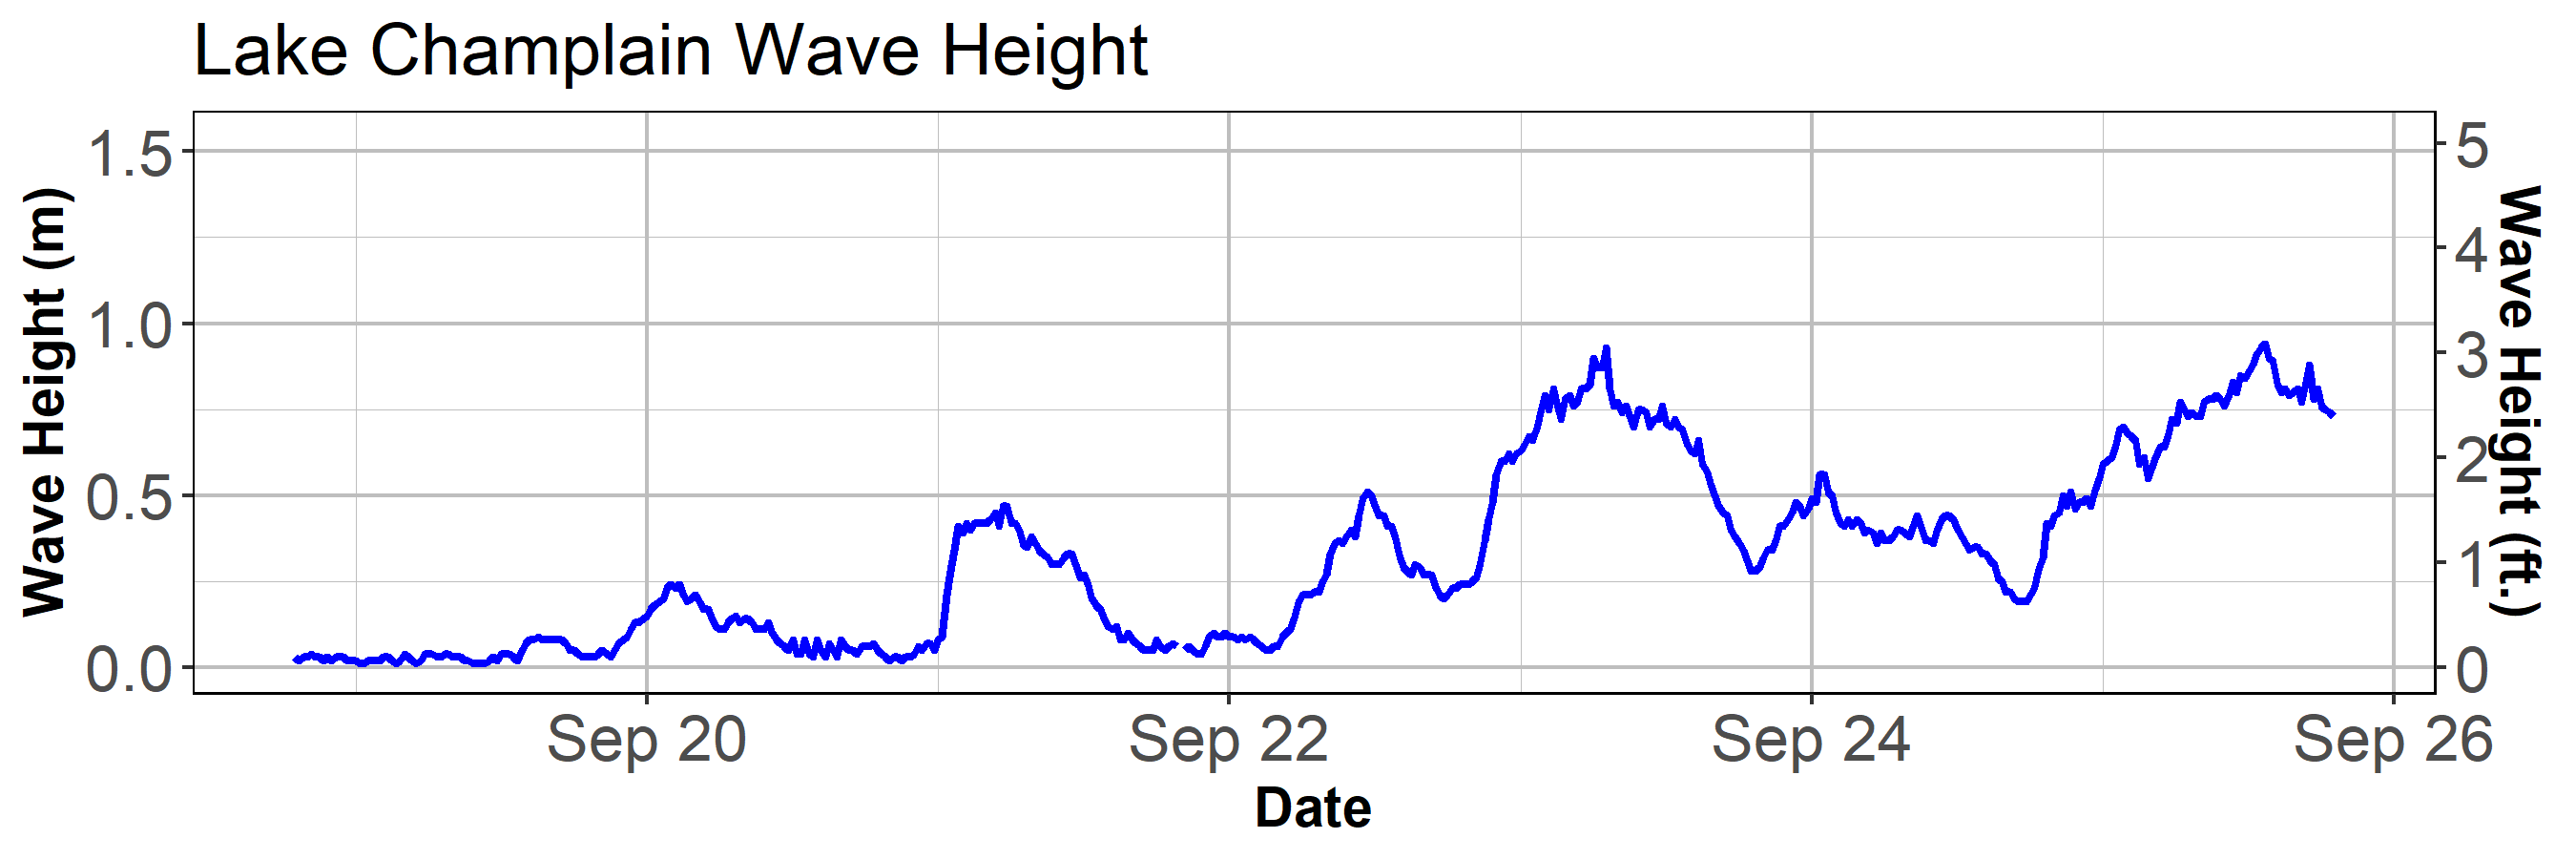 Lake Champlain Wave Height
Wave Height (m)
1.5
1.0
0.5
0.0
5
4
3
2
1
0
Wave Height (ft.)
Sep 20
Sep 22
Sep 24
Sep 26
Date